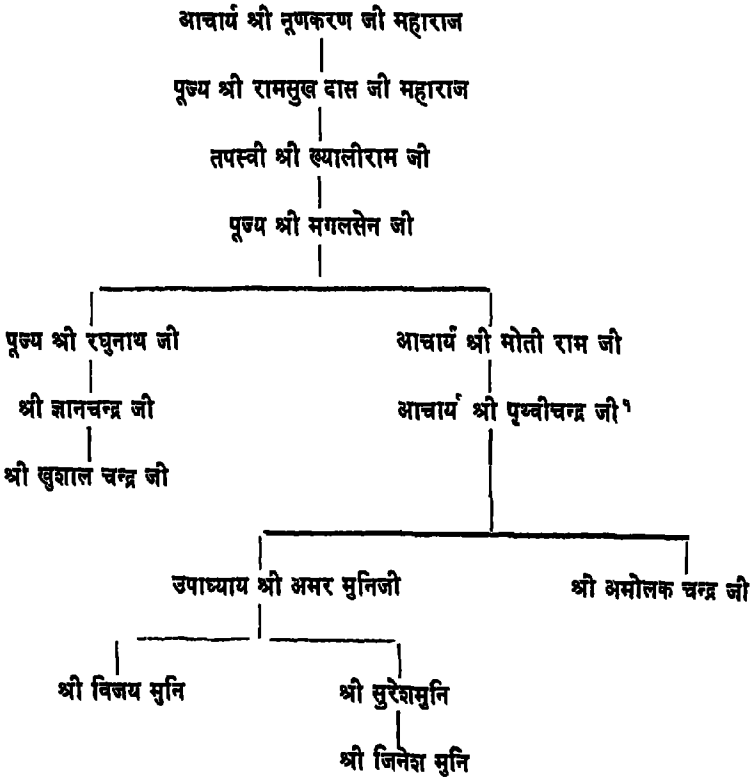 आचार्य श्री नूणकरण जी महाराज
पूज्य श्री रामसुख दास जी महाराज
तपस्वी श्री ख्यालीराम जी
पूज्य श्री मगलसेन जी
पूज्य श्री रघुनाथ जी आचार्य श्री मोती राम जी
श्री ज्ञानचन्द्र जी आचार्य श्री पृथ्वीचन्द्र जी१
श्री खुशाल चन्द्र जी
उपाध्याय श्री अमर मुनिजी श्री अमोलक चन्द्र जी
श्री विजय मुनि श्री सुरेशमुनि
श्री जिनेश मुनि